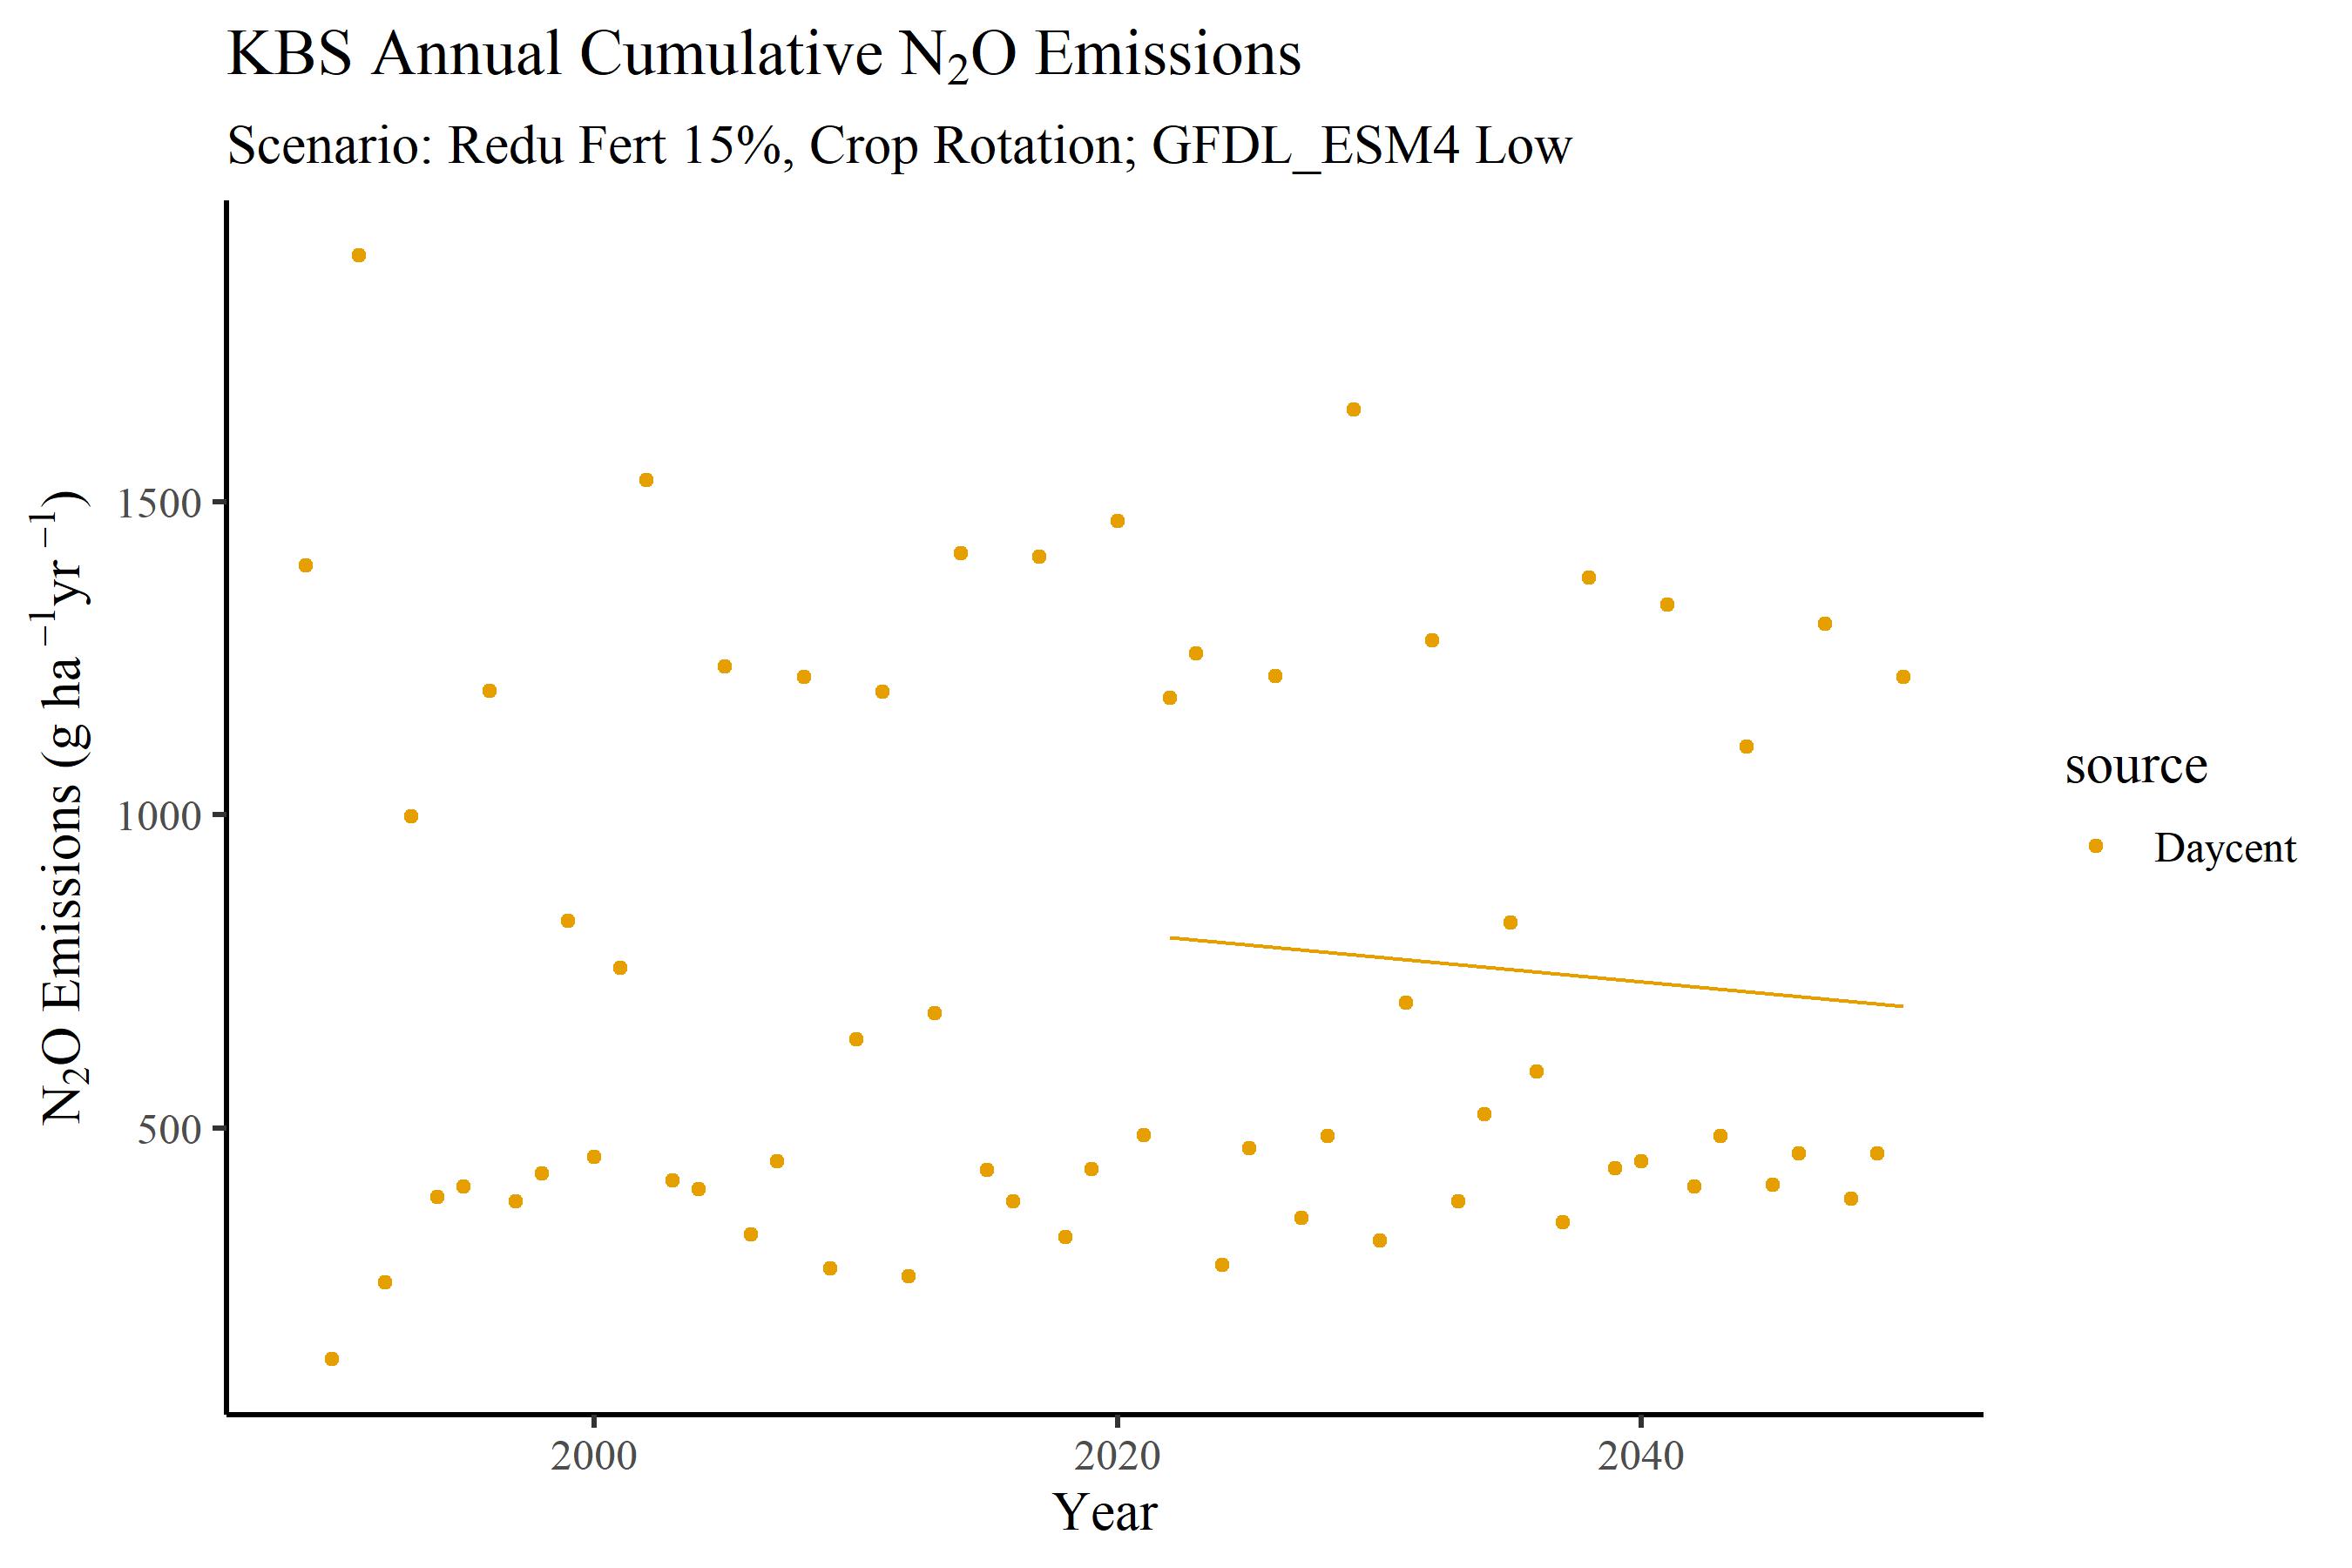 KBS Annual Cumulative N₂O Emissions
Scenario: Redu Fert 15%, Crop Rotation; GFDL_ESM4 Low
N₂O Emissions (g ha ⁻¹yr ⁻¹)
1500
1000
500
2000
2020
2040
Year
source
Daycent